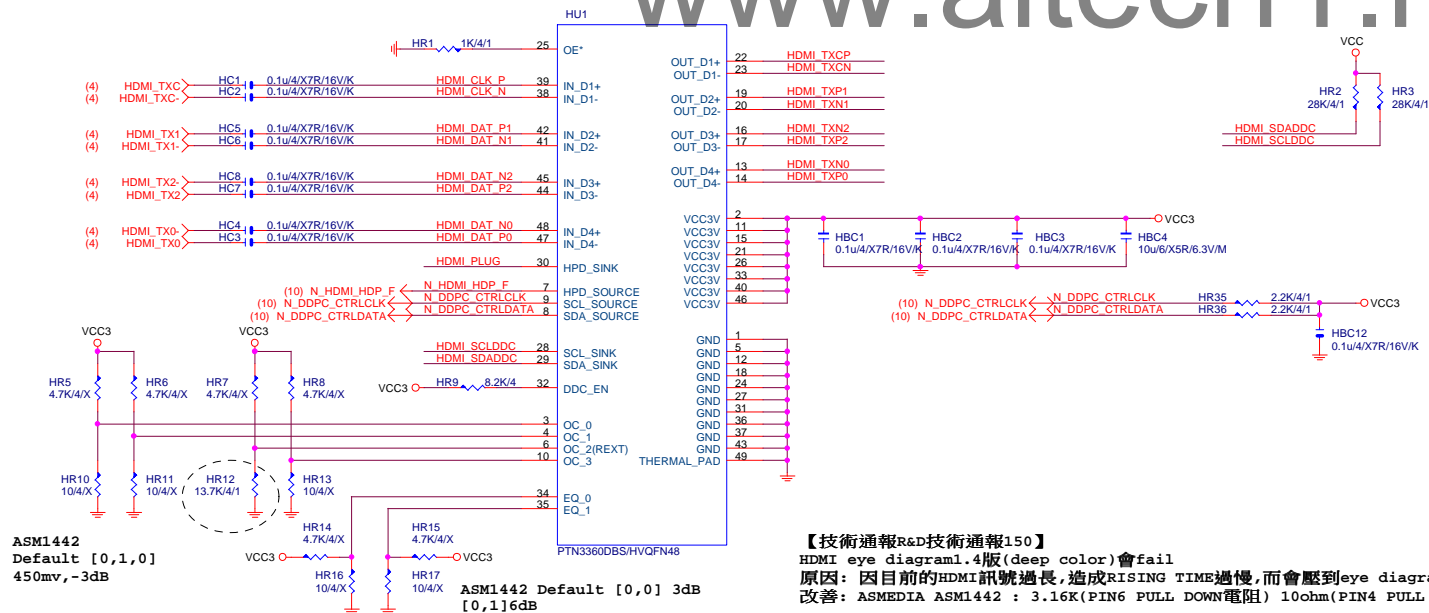 HU1
HR1 1K/4/1 25 OE*
(4) HDMI_TXC HC1 0.1u/4/X7R/16V/K HDMI_CLK_P 39 IN_D1+
(4) HDMI_TXC- HC2 0.1u/4/X7R/16V/K HDMI_CLK_N 38 IN_D1-
(4) HDMI_TX1 HC5 0.1u/4/X7R/16V/K HDMI_DAT_P1 42 IN_D2+
(4) HDMI_TX1- HC6 0.1u/4/X7R/16V/K HDMI_DAT_N1 41 IN_D2-
(4) HDMI_TX2- HC8 0.1u/4/X7R/16V/K HDMI_DAT_N2 45 IN_D3+
(4) HDMI_TX2 HC7 0.1u/4/X7R/16V/K HDMI_DAT_P2 44 IN_D3-
(4) HDMI_TX0- HC4 0.1u/4/X7R/16V/K HDMI_DAT_N0 48 IN_D4+
(4) HDMI_TX0 HC3 0.1u/4/X7R/16V/K HDMI_DAT_P0 47 IN_D4-
HDMI_PLUG 30 HPD_SINK
(10) N_HDMI_HDP_F N_HDMI_HDP_F 7 HPD_SOURCE
(10) N_DDPC_CTRLCLK N_DDPC_CTRLCLK 9 SCL_SOURCE
(10) N_DDPC_CTRLDATA N_DDPC_CTRLDATA 8 SDA_SOURCE
HDMI_SCLDDC 28 SCL_SINK
HDMI_SDADDC 29 SDA_SINK
VCC3 HR9 8.2K/4 32 DDC_EN
VCC3 VCC3
HR5 4.7K/4/X
HR6 4.7K/4/X
HR7 4.7K/4/X
HR8 4.7K/4/X
3 OC_0
4 OC_1
6 OC_2(REXT)
10 OC_3
HR10 10/4/X
HR11 10/4/X
HR12 13.7K/4/1
HR13 10/4/X
34 EQ_0
35 EQ_1
HR14 4.7K/4/X
HR15 4.7K/4/X
VCC3 VCC3
HR16 10/4/X
HR17 10/4/X
PTN3360DBS/HVQFN48
OUT_D1+ 22 HDMI_TXCP
OUT_D1- 23 HDMI_TXCN
OUT_D2+ 19 HDMI_TXP1
OUT_D2- 20 HDMI_TXN1
OUT_D3+ 16 HDMI_TXN2
OUT_D3- 17 HDMI_TXP2
OUT_D4+ 13 HDMI_TXN0
OUT_D4- 14 HDMI_TXP0
VCC3V 2 VCC3
VCC3V 11
VCC3V 15
VCC3V 21
VCC3V 26
VCC3V 33
VCC3V 40
VCC3V 46
HBC1 0.1u/4/X7R/16V/K
HBC2 0.1u/4/X7R/16V/K
HBC3 0.1u/4/X7R/16V/K
HBC4 10u/6/X5R/6.3V/M
GND 1
GND 5
GND 12
GND 18
GND 24
GND 27
GND 31
GND 36
GND 37
GND 43
THERMAL_PAD 49
VCC
HR2 28K/4/1
HR3 28K/4/1
HDMI_SDADDC
HDMI_SCLDDC
(10) N_DDPC_CTRLCLK N_DDPC_CTRLCLK HR35 2.2K/4/1 VCC3
(10) N_DDPC_CTRLDATA N_DDPC_CTRLDATA HR36 2.2K/4/1
HBC12 0.1u/4/X7R/16V/K
ASM1442
Default [0,1,0]
450mv,-3dB
ASM1442 Default [0,0] 3dB
[0,1]6dB
【技術通報R&D技術通報150】
HDMI eye diagram1.4版(deep color)會fail
原因: 因目前的HDMI訊號過長,造成RISING TIME過慢,而會壓到eye diagra
改善: ASMEDIA ASM1442 : 3.16K(PIN6 PULL DOWN電阻) 10ohm(PIN4 PULL